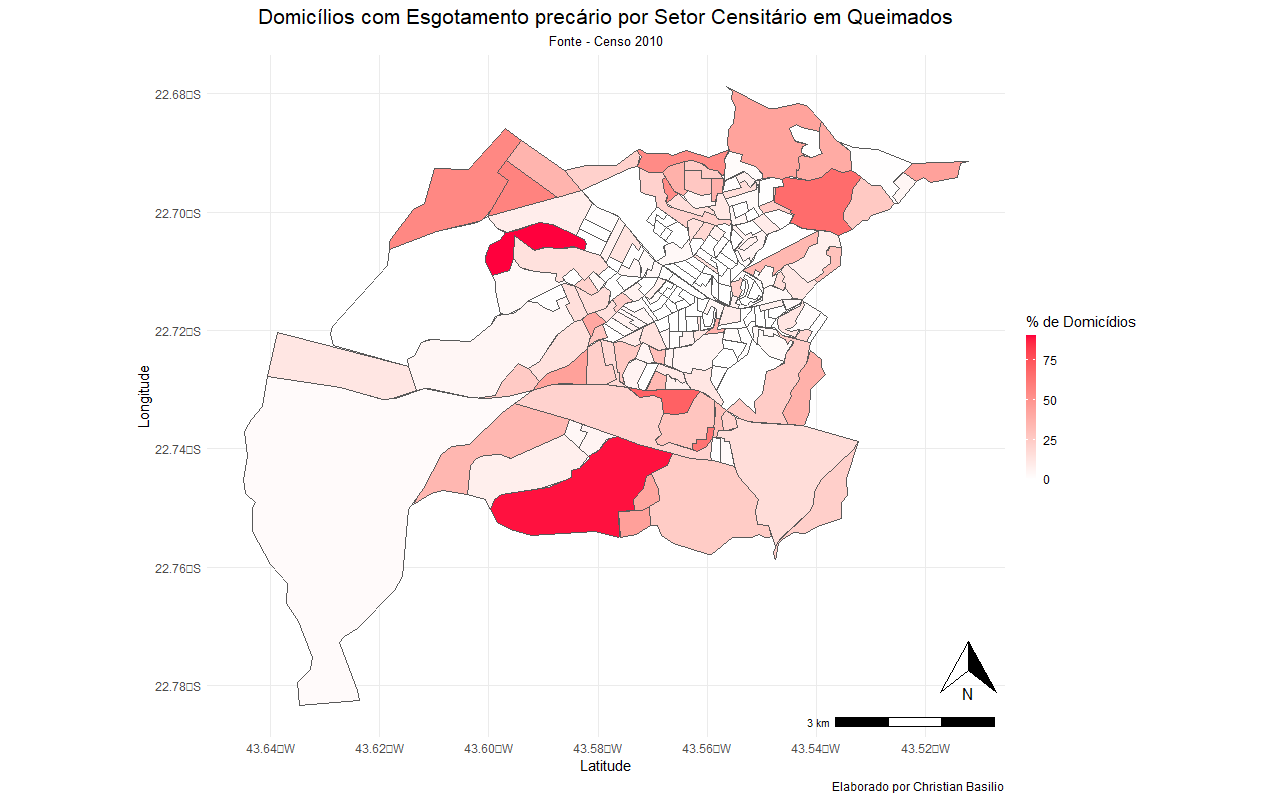 Domicílios com Esgotamento precário por Setor Censitário em Queimados
Fonte - Censo 2010
22.68▯S
22.70▯S
22.72▯S
22.74▯S
22.76▯S
22.78▯S
Longitude
% de Domicídios
75
50
25
0
N
3 km
43.64▯W
43.62▯W
43.60▯W
43.58▯W
43.56▯W
43.54▯W
43.52▯W
Latitude
Elaborado por Christian Basilio